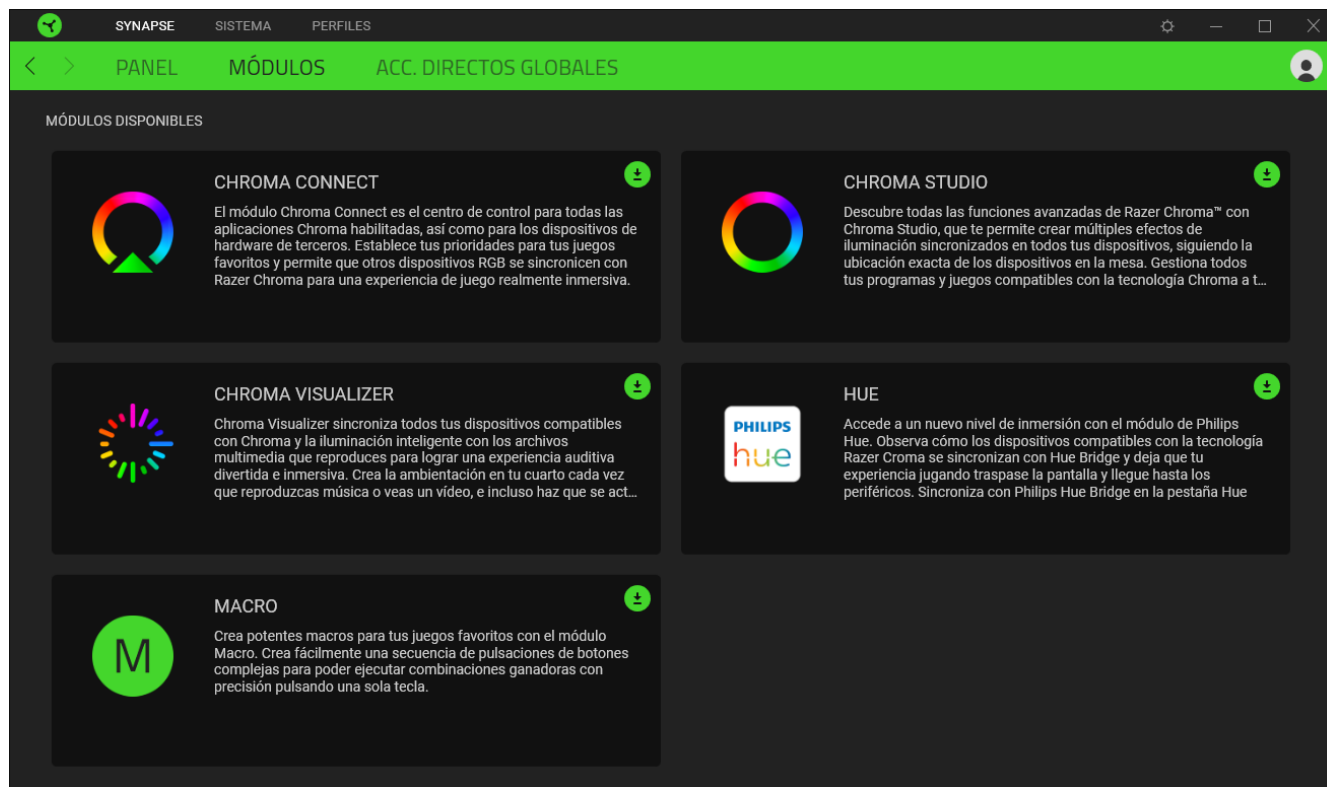 SYNAPSE
SISTEMA
PERFILES
PANEL
MÓDULOS
ACC. DIRECTOS GLOBALES
MÓDULOS DISPONIBLES
CHROMA CONNECT
El módulo Chroma Connect es el centro de control para todas las
aplicaciones Chroma habilitadas, así como para los dispositivos de
hardware de terceros. Establece tus prioridades para tus juegos
favoritos y permite que otros dispositivos RGB se sincronicen con
Razer Chroma para una experiencia de juego realmente inmersiva.
CHROMA STUDIO
Descubre todas las funciones avanzadas de Razer Chroma™ con
Chroma Studio, que te permite crear múltiples efectos de
iluminación sincronizados en todos tus dispositivos, siguiendo la
ubicación exacta de los dispositivos en la mesa. Gestiona todos
tus programas y juegos compatibles con la tecnología Chroma a t...
CHROMA VISUALIZER
Chroma Visualizer sincroniza todos tus dispositivos compatibles
con Chroma y la iluminación inteligente con los archivos
multimedia que reproduces para lograr una experiencia auditiva
divertida e inmersiva. Crea la ambientación en tu cuarto cada vez
que reproduzcas música o veas un vídeo, e incluso haz que se act...
PHILIPS
hue
HUE
Accede a un nuevo nivel de inmersión con el módulo de Philips
Hue. Observa cómo los dispositivos compatibles con la tecnología
Razer Croma se sincronizan con Hue Bridge y deja que tu
experiencia jugando traspase la pantalla y llegue hasta los
periféricos. Sincroniza con Philips Hue Bridge en la pestaña Hue
M
MACRO
Crea potentes macros para tus juegos favoritos con el módulo
Macro. Crea fácilmente una secuencia de pulsaciones de botones
complejas para poder ejecutar combinaciones ganadoras con
precisión pulsando una sola tecla.